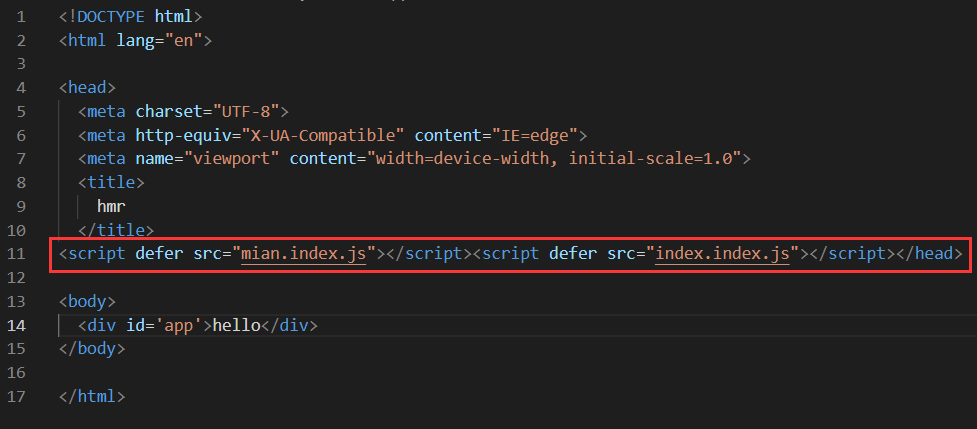 1 <!DOCTYPE html>
2 <html lang="en">
3
4 <head>
5   <meta charset="UTF-8">
6   <meta http-equiv="X-UA-Compatible" content="IE=edge">
7   <meta name="viewport" content="width=device-width, initial-scale=1.0">
8   <title>
9     hmr
10   </title>
11 <script defer src="mian.index.js"></script><script defer src="index.index.js"></script></head>
12
13 <body>
14   <div id='app'>hello</div>
15 </body>
16
17 </html>